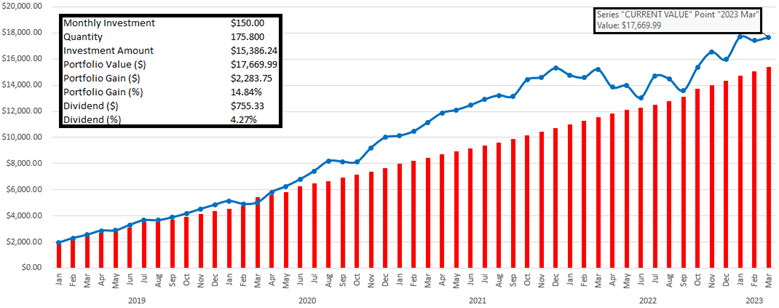 $20,000.00
$18,000.00
$16,000.00
$14,000.00
$12,000.00
$10,000.00
$8,000.00
$6,000.00
$4,000.00
$2,000.00
$0.00
Monthly Investment $150.00
Quantity 175.800
Investment Amount $15,386.24
Portfolio Value ($) $17,669.99
Portfolio Gain ($) $2,283.75
Portfolio Gain (%) 14.84%
Dividend ($) $755.33
Dividend (%) 4.27%
Series "CURRENT VALUE" Point "2023 Mar"
Value: $17,669.99
Jan Feb Mar Apr May Jun Jul Aug Sep Oct Nov Dec Jan Feb Mar Apr May Jun Jul Aug Sep Oct Nov Dec Jan Feb Mar Apr May Jun Jul Aug Sep Oct Nov Dec Jan Feb Mar Apr May Jun Jul Aug Sep Oct Nov Dec Jan Feb Mar
2019 2020 2021 2022 2023